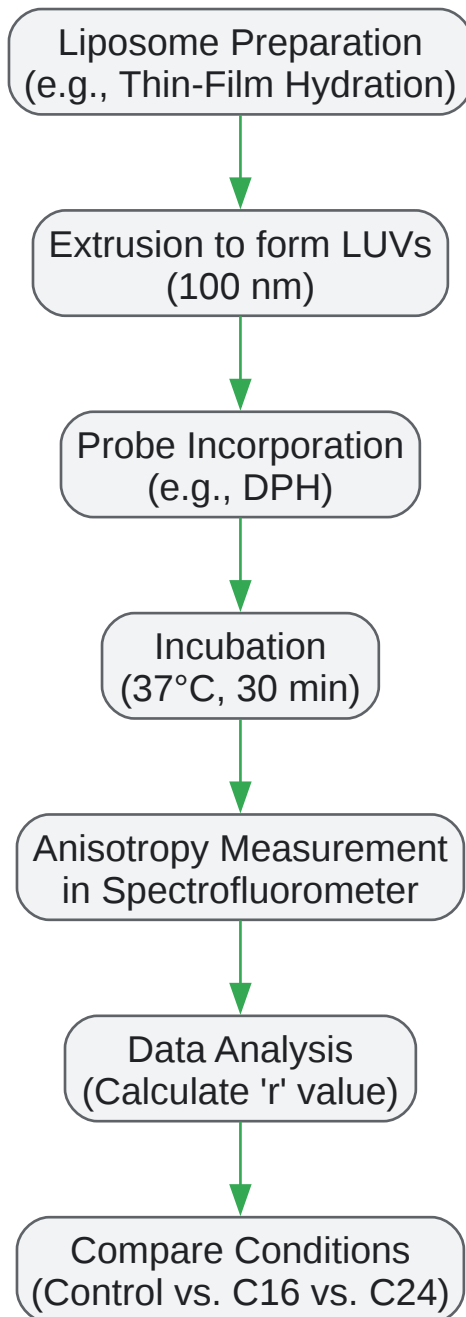 Liposome Preparation
(e.g., Thin-Film Hydration)
Extrusion to form LUVs
(100 nm)
Probe Incorporation
(e.g., DPH)
Incubation
(37°C, 30 min)
Anisotropy Measurement
in Spectrofluorometer
Data Analysis
(Calculate 'r' value)
Compare Conditions
(Control vs. C16 vs. C24)